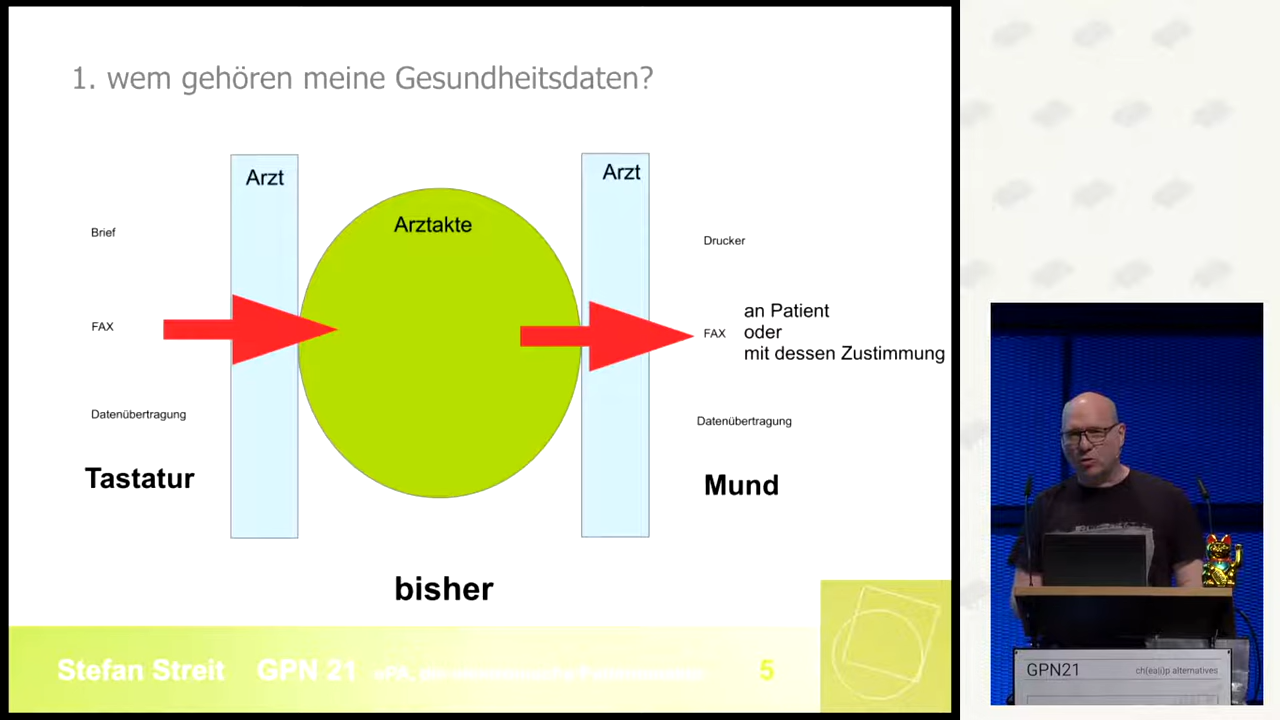 1. wem gehören meine Gesundheitsdaten?
Arzt
Arzt
Arztakte
Brief
Drucker
FAX
an Patient
oder
FAX
mit dessen Zustimmung
Datenübertragung
Datenübertragung
Tastatur
Mund
bisher
Stefan Streit GPN 21
5
GPN21
ch(ea|i)p alternatives